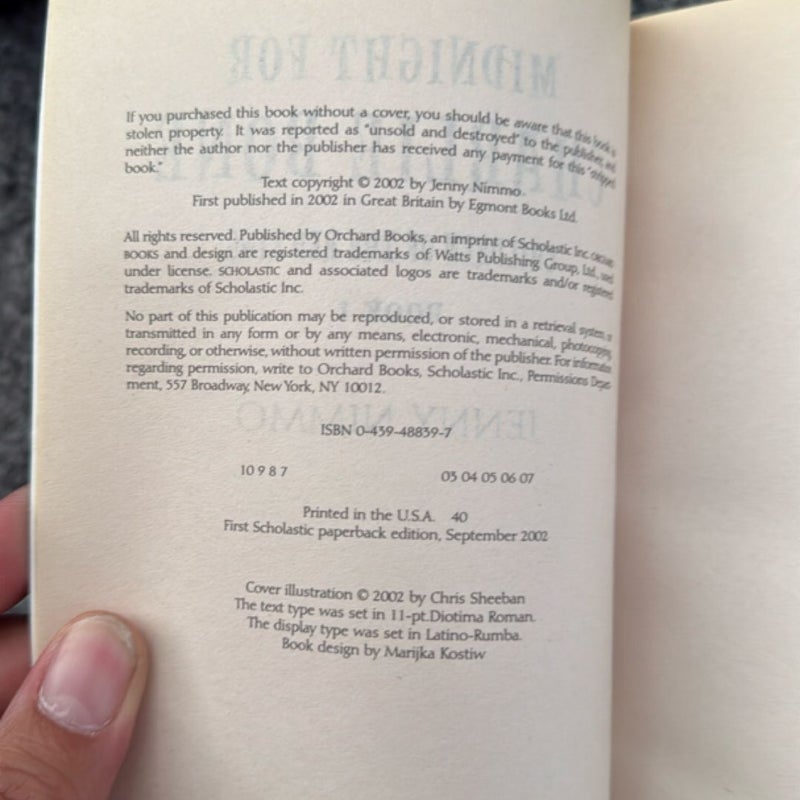 If you purchased this book without a cover, you should be aware that this book is
stolen property. It was reported as "unsold and destroyed" to the publisher, and
neither the author nor the publisher has received any payment for this "stripped
book."
Text copyright © 2002 by Jenny Nimmo.
First published in 2002 in Great Britain by Egmont Books Ltd.
All rights reserved. Published by Orchard Books, an imprint of Scholastic Inc. ORCHARD
BOOKS and design are registered trademarks of Watts Publishing Group, Ltd., used
under license. SCHOLASTIC and associated logos are trademarks and/or registered
trademarks of Scholastic Inc.
No part of this publication may be reproduced, or stored in a retrieval system, or
transmitted in any form or by any means, electronic, mechanical, photocopying,
recording, or otherwise, without written permission of the publisher. For information
regarding permission, write to Orchard Books, Scholastic Inc., Permissions Depart-
ment, 557 Broadway, New York, NY 10012.
ISBN 0-439-48839-7
10 9 8 7 03 04 05 06 07
Printed in the U.S.A. 40
First Scholastic paperback edition, September 2002
Cover illustration © 2002 by Chris Sheeban
The text type was set in 11-pt.Diotima Roman.
The display type was set in Latino-Rumba.
Book design by Marijka Kostiw